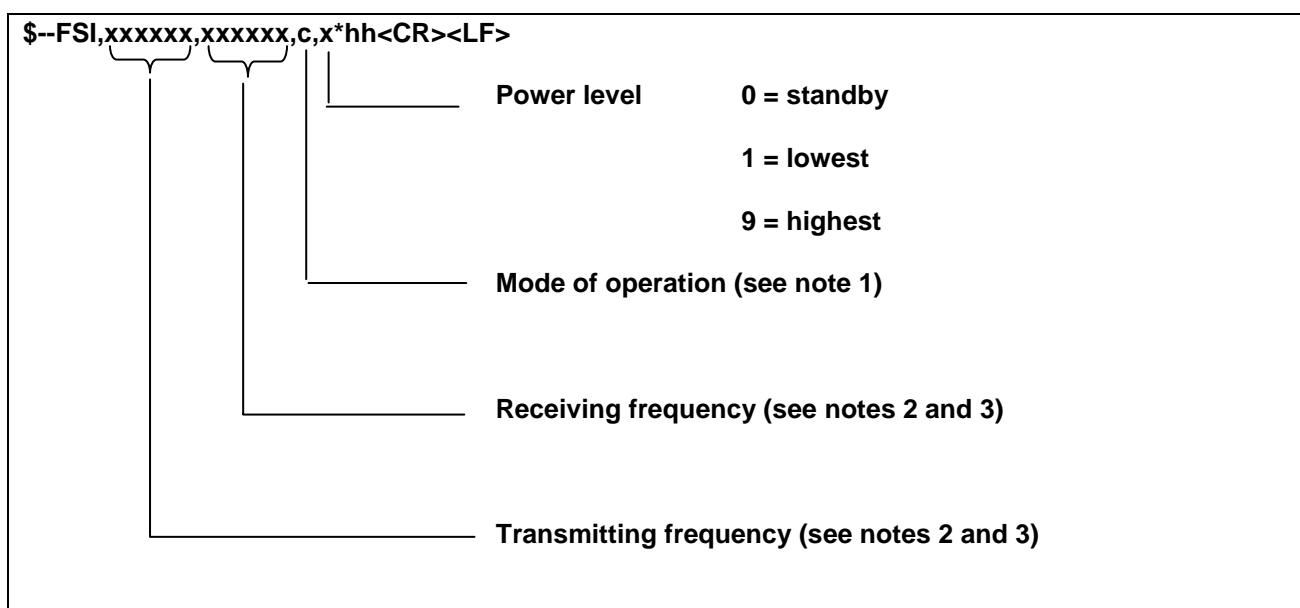 $--FSI,xxxxxx,xxxxxx,c,x*hh<CR><LF>
Power level 0 = standby
1 = lowest
9 = highest
Mode of operation (see note 1)
Receiving frequency (see notes 2 and 3)
Transmitting frequency (see notes 2 and 3)